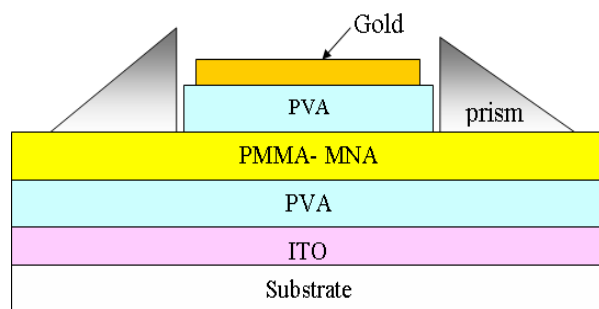 Gold
PVA
prism
PMMA- MNA
PVA
ITO
Substrate